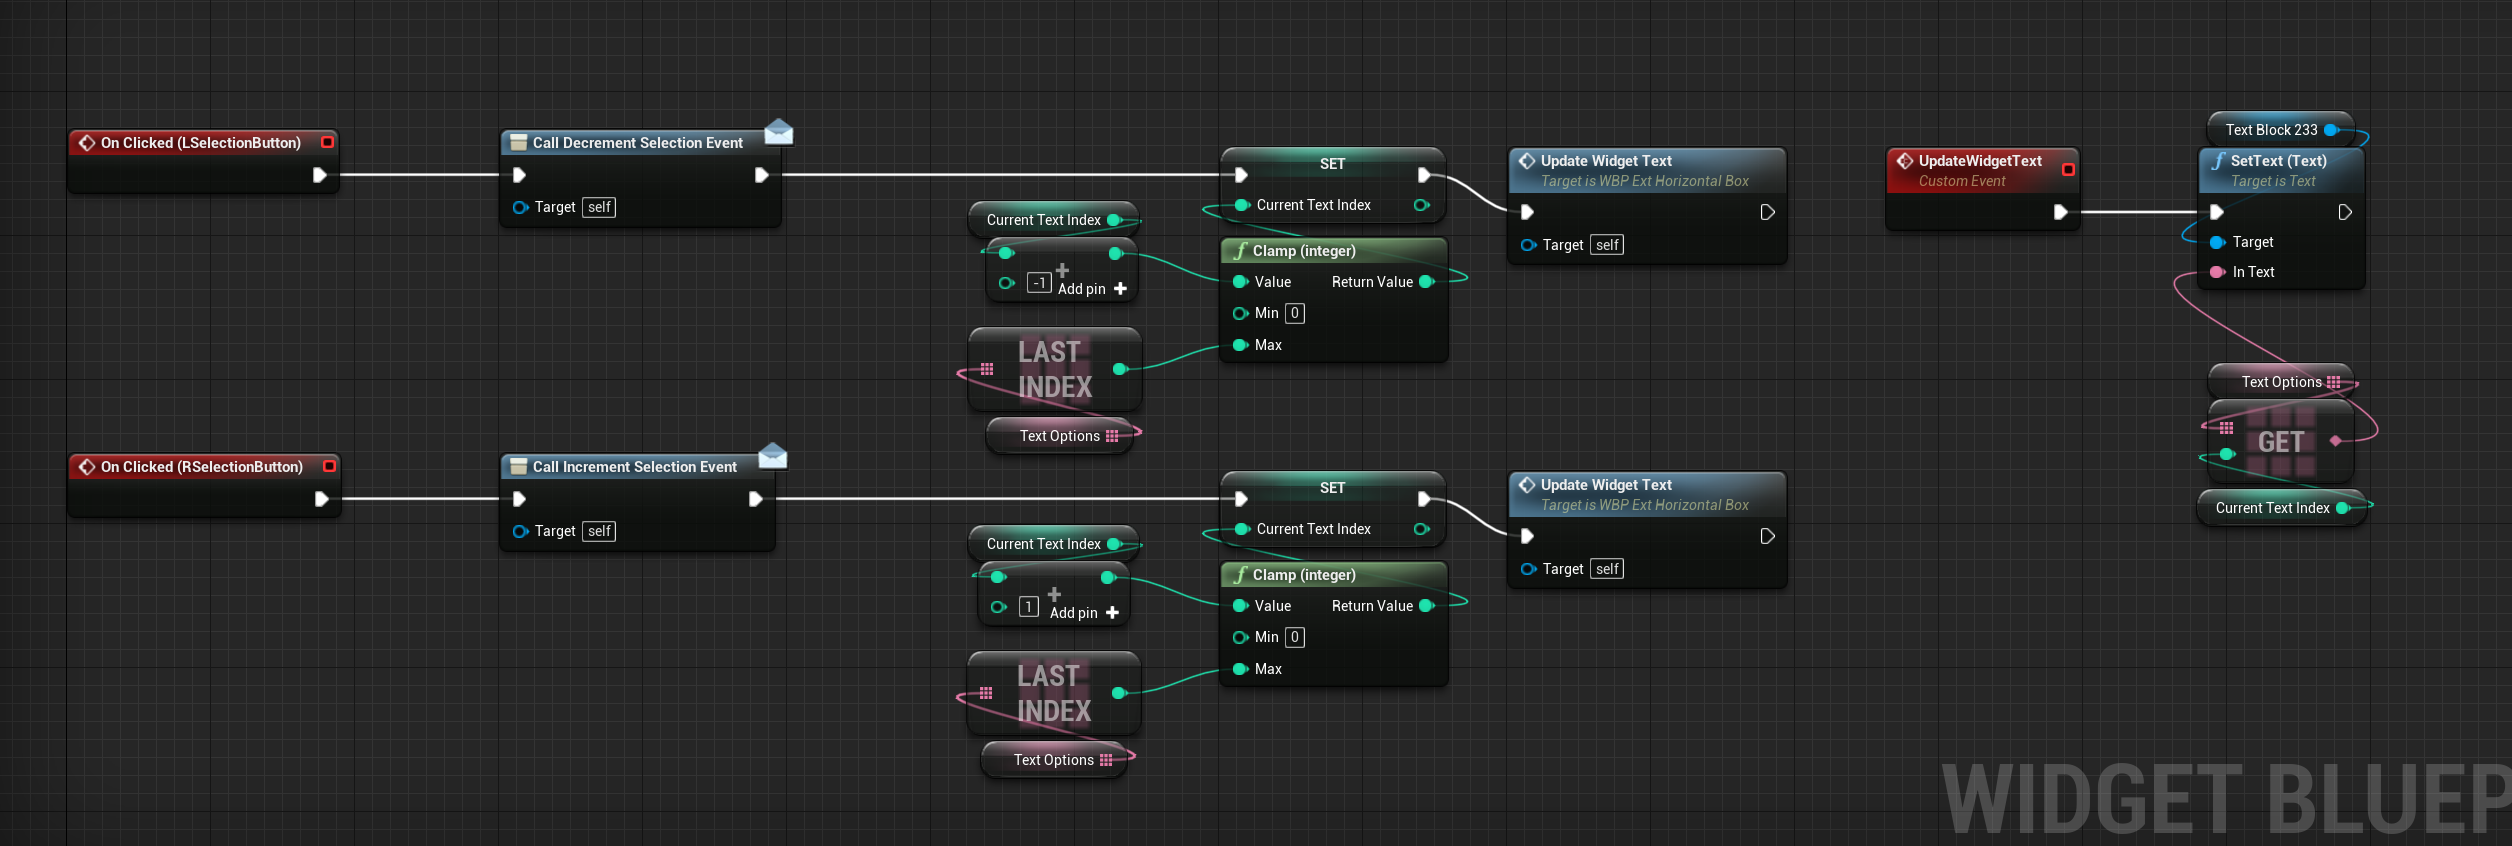 On Clicked (LSelectionButton)
Call Decrement Selection Event
Target self
Current Text Index
-1 Add pin
LAST
INDEX
Text Options
SET
Current Text Index
Clamp (integer)
Value Return Value
Min 0
Max
Update Widget Text
Target is WBP Ext Horizontal Box
Target self
UpdateWidgetText
Custom Event
Text Block 233
SetText (Text)
Target is Text
Target
In Text
Text Options
GET
Current Text Index
On Clicked (RSelectionButton)
Call Increment Selection Event
Target self
Current Text Index
1 Add pin
LAST
INDEX
Text Options
SET
Current Text Index
Clamp (integer)
Value Return Value
Min 0
Max
Update Widget Text
Target is WBP Ext Horizontal Box
Target self
WIDGET BLUEP